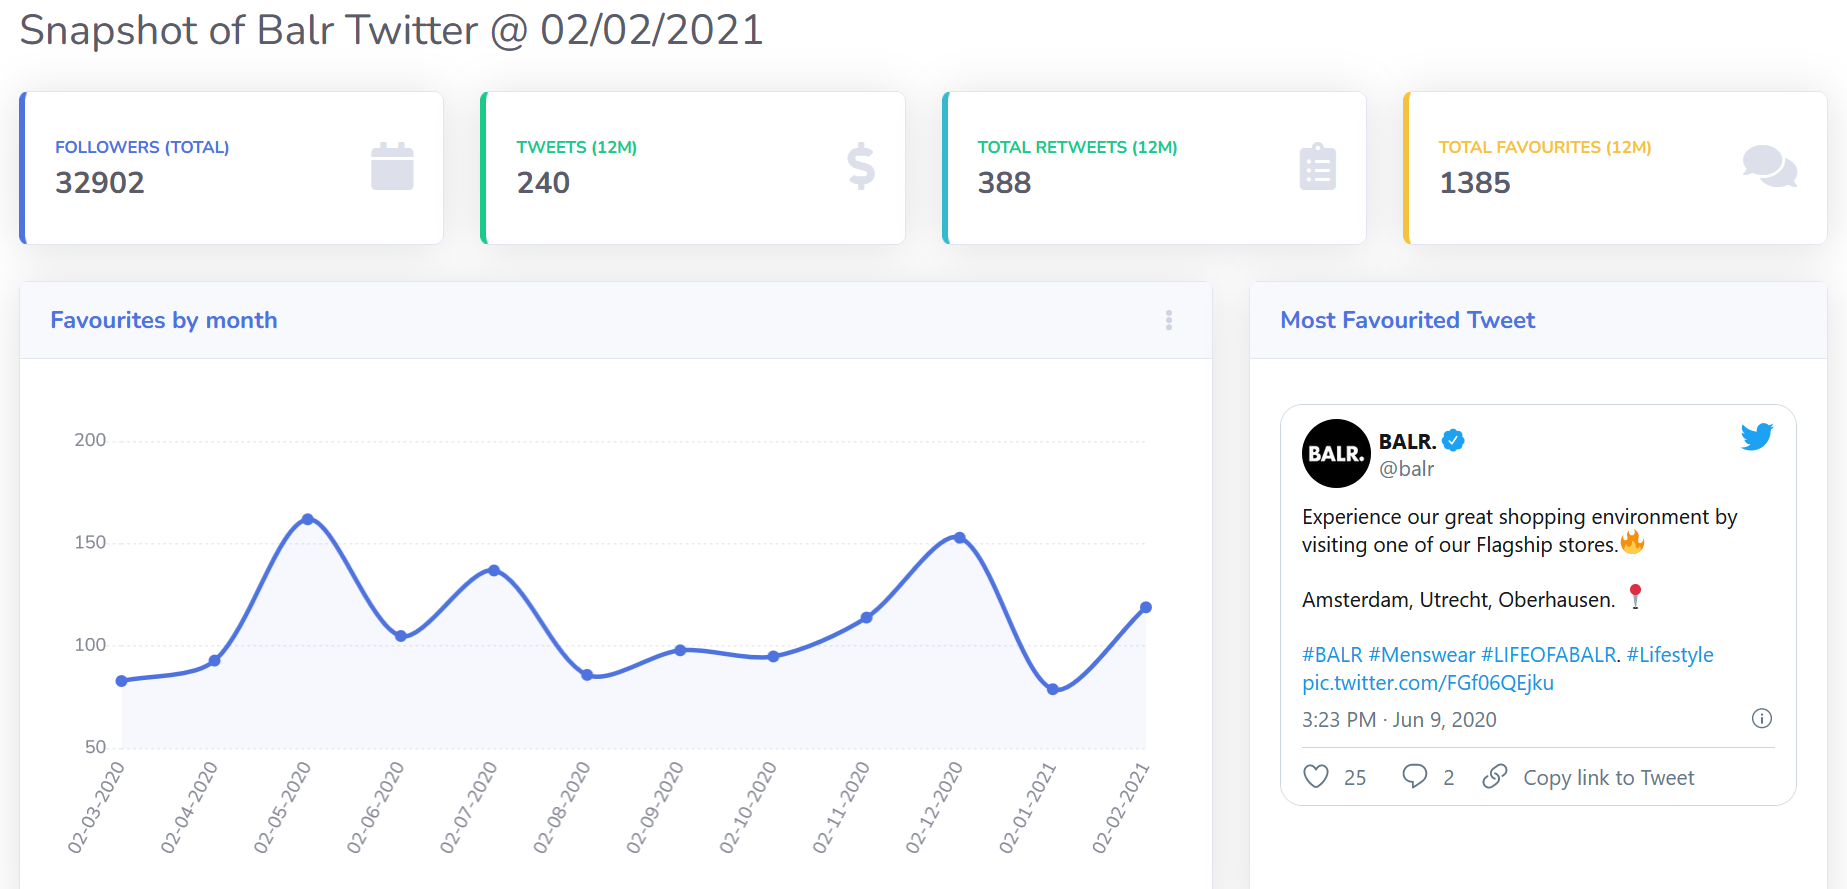 Snapshot of Balr Twitter @ 02/02/2021
FOLLOWERS (TOTAL)
32902
TWEETS (12M)
240
TOTAL RETWEETS (12M)
388
TOTAL FAVOURITES (12M)
1385
Favourites by month
200
150
100
50
02-03-2020
02-04-2020
02-05-2020
02-06-2020
02-07-2020
02-08-2020
02-09-2020
02-10-2020
02-11-2020
02-12-2020
02-01-2021
02-02-2021
Most Favourited Tweet
BALR.
BALR.
@balr
Experience our great shopping environment by
visiting one of our Flagship stores.🔥
Amsterdam, Utrecht, Oberhausen. 📍
#BALR #Menswear #LIFEOFABALR. #Lifestyle
pic.twitter.com/FGf06QEjku
3:23 PM · Jun 9, 2020
25 2 Copy link to Tweet